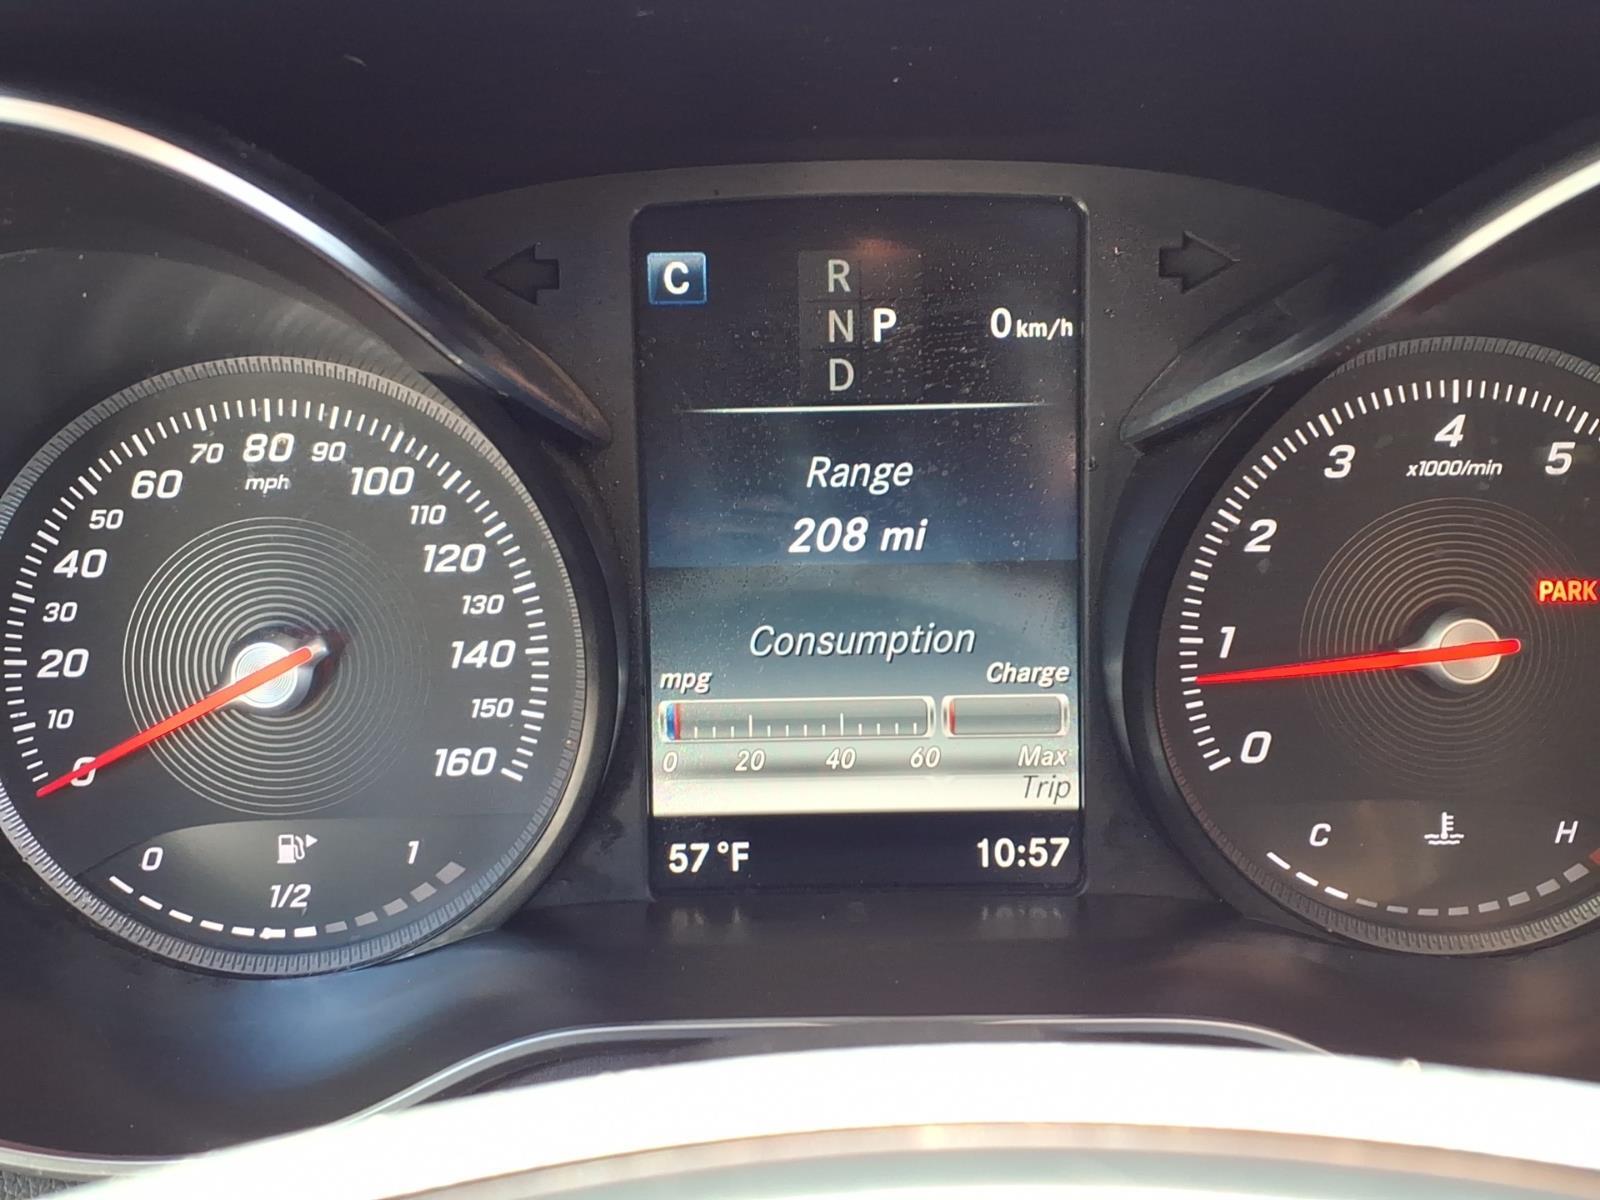 C
R
N P
D
0 km/h
Range
208 mi
Consumption
mpg
Charge
0 20 40 60
Max
Trip
57 °F
10:57
0
10
20
30
40
50
60
70
80
90
100
110
120
130
140
150
160
mph
0
1/2
1
0
1
2
3
4
5
x1000/min
PARK
C
H